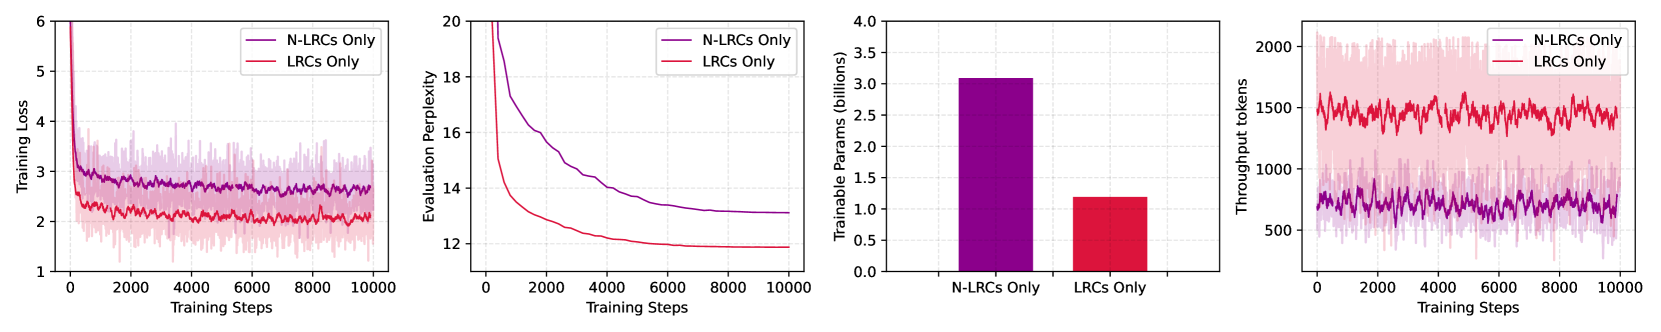 6
5
4
3
2
1
Training Loss
0 2000 4000 6000 8000 10000
Training Steps
N-LRCs Only
LRCs Only
20
18
16
14
12
Evaluation Perplexity
0 2000 4000 6000 8000 10000
Training Steps
N-LRCs Only
LRCs Only
4.0
3.5
3.0
2.5
2.0
1.5
1.0
0.5
0.0
Trainable Params (billions)
N-LRCs Only LRCs Only
2000
1500
1000
500
Throughput tokens
0 2000 4000 6000 8000 10000
Training Steps
N-LRCs Only
LRCs Only